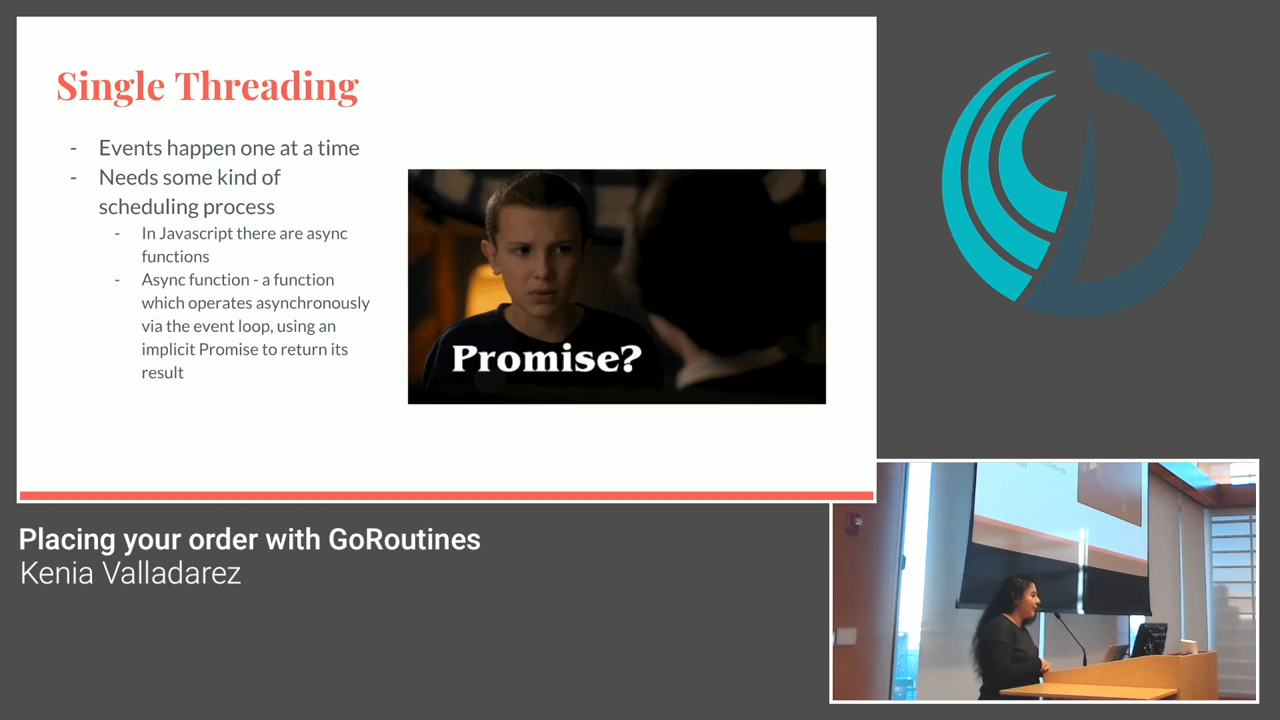 Single Threading
- Events happen one at a time
- Needs some kind of
scheduling process
- In Javascript there are async
functions
- Async function - a function
which operates asynchronously
via the event loop, using an
implicit Promise to return its
result
Promise?
Placing your order with GoRoutines
Kenia Valladarez